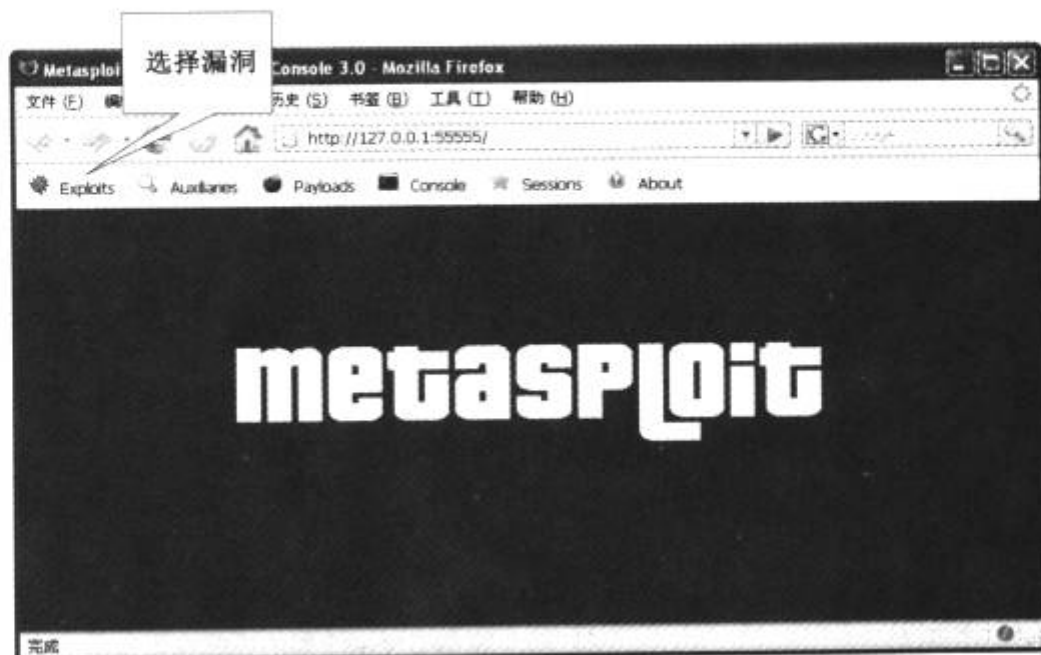 选择漏洞
Metasploi Console 3.0 - Mozilla Firefox
文件 (F) 编 历史 (S) 书签 (B) 工具 (T) 帮助 (H)
http://127.0.0.1:55555/
Exploits Auxiliaries Payloads Console Sessions About
metasploit
完成